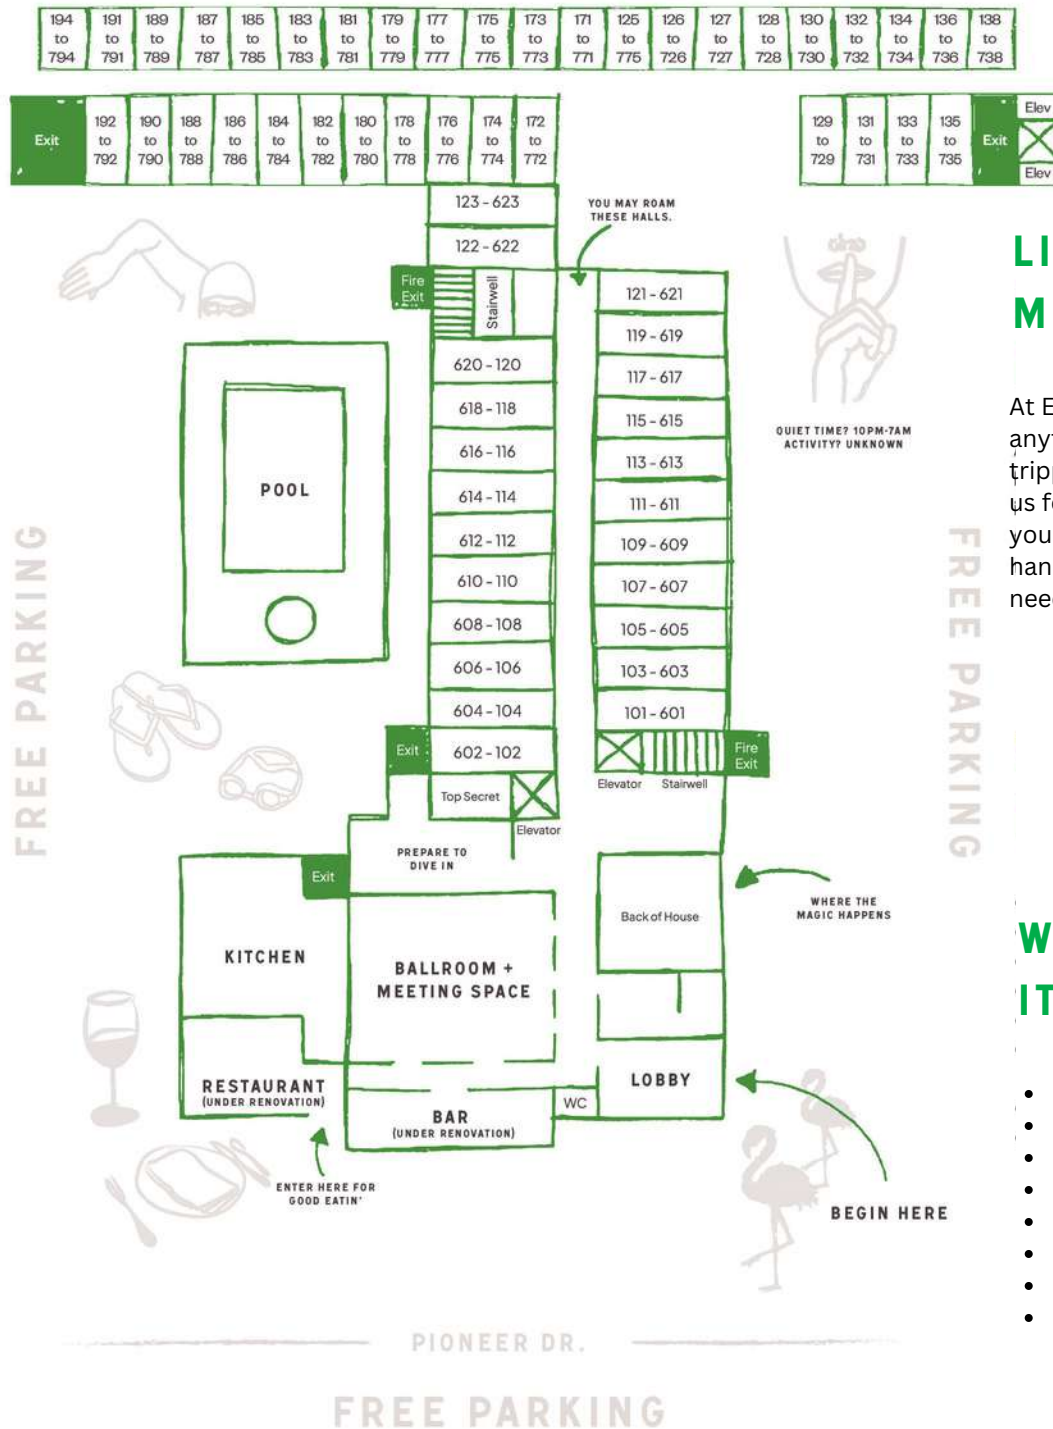 194 to 794
191 to 791
189 to 789
187 to 787
185 to 785
183 to 783
181 to 781
179 to 779
177 to 777
175 to 775
173 to 773
171 to 771
125 to 775
126 to 726
127 to 727
128 to 728
130 to 730
132 to 732
134 to 734
136 to 736
138 to 738
Exit
192 to 792
190 to 790
188 to 788
186 to 786
184 to 784
182 to 782
180 to 780
178 to 778
176 to 776
174 to 774
172 to 772
129 to 729
131 to 731
133 to 733
135 to 735
Exit
Elev
Elev
123 - 623
122 - 622
YOU MAY ROAM
THESE HALLS.
Fire
Exit
Stairwell
121 - 621
119 - 619
117 - 617
115 - 615
113 - 613
111 - 611
109 - 609
107 - 607
105 - 605
103 - 603
101 - 601
620 - 120
618 - 118
616 - 116
614 - 114
612 - 112
610 - 110
608 - 108
606 - 106
604 - 104
602 - 102
POOL
QUIET TIME? 10PM-7AM
ACTIVITY? UNKNOWN
LI
M
At E
any
tripp
us f
you
han
nee
FREE PARKING
FREE PARKING
Exit
Top Secret
Elevator
Elevator
Stairwell
Fire
Exit
PREPARE TO
DIVE IN
Exit
KITCHEN
BALLROOM +
MEETING SPACE
Back of House
WHERE THE
MAGIC HAPPENS
W
IT
RESTAURANT
(UNDER RENOVATION)
BAR
(UNDER RENOVATION)
WC
LOBBY
ENTER HERE FOR
GOOD EATIN'
BEGIN HERE
PIONEER DR.
FREE PARKING